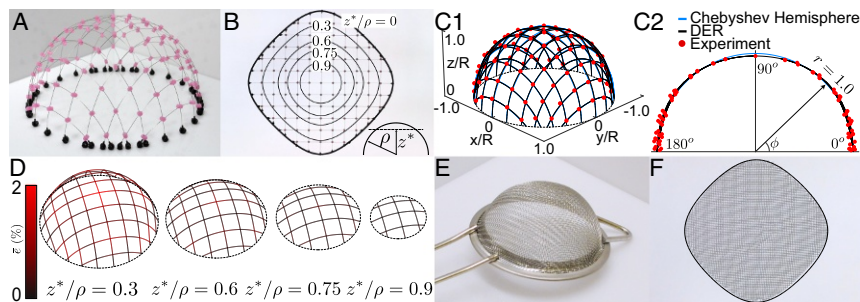 A
B
z*/ρ=0
0.3
0.6
0.75
0.9
ρ
z*
C1
1.0
z/R
0
-1.0
0
x/R
1.0
0
y/R
-1.0
C2
Chebyshev Hemisphere
DER
Experiment
90°
r = 1.0
180°
ϕ
0°
D
2
ē (%)
0
z*/ρ = 0.3 z*/ρ = 0.6 z*/ρ = 0.75 z*/ρ = 0.9
E
F